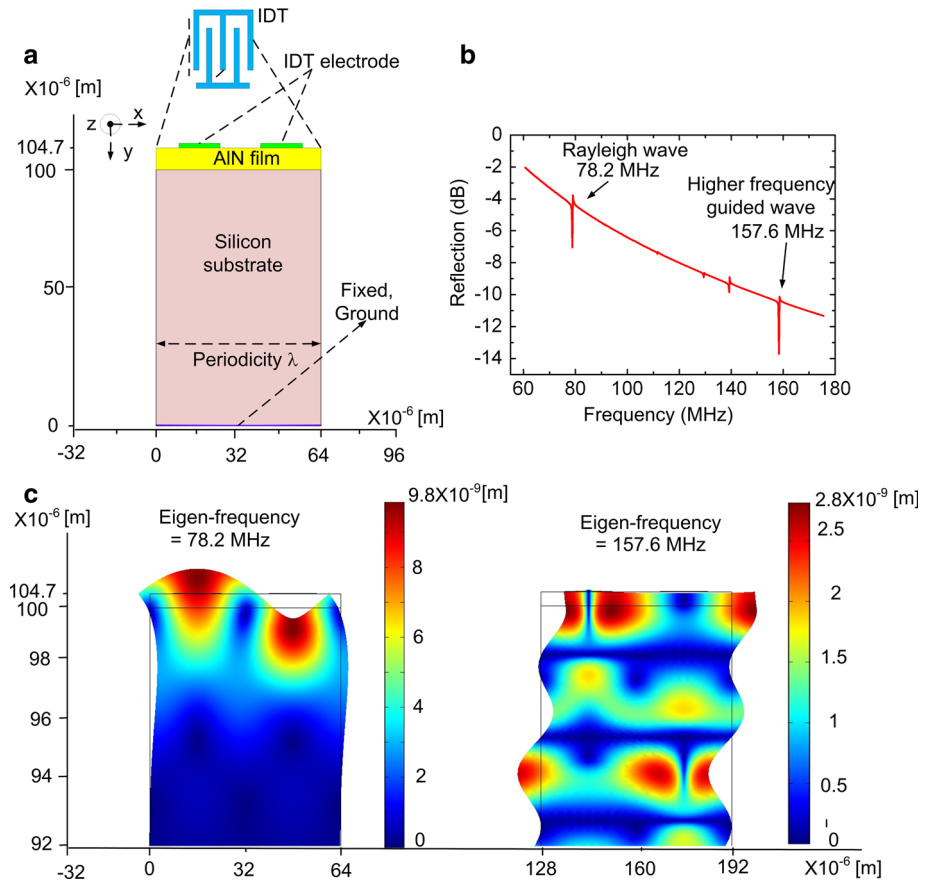 a
IDT
IDT electrode
X10-6 [m]
z
x
y
104.7
AlN film
100
Silicon
substrate
50
Fixed,
Ground
Periodicity λ
0
X10-6 [m]
-32
0
32
64
96
b
0
-2
-4
-6
-8
-10
-12
-14
Reflection (dB)
Rayleigh wave
78.2 MHz
Higher frequency
guided wave
157.6 MHz
60
80
100
120
140
160
180
Frequency (MHz)
c
X10-6 [m]
Eigen-frequency
= 78.2 MHz
104.7
100
98
96
94
92
-32
0
32
64
9.8X10-9[m]
8
6
4
2
0
Eigen-frequency
= 157.6 MHz
128
160
192
X10-6 [m]
2.8X10-9 [m]
2.5
2
1.5
1
0.5
0